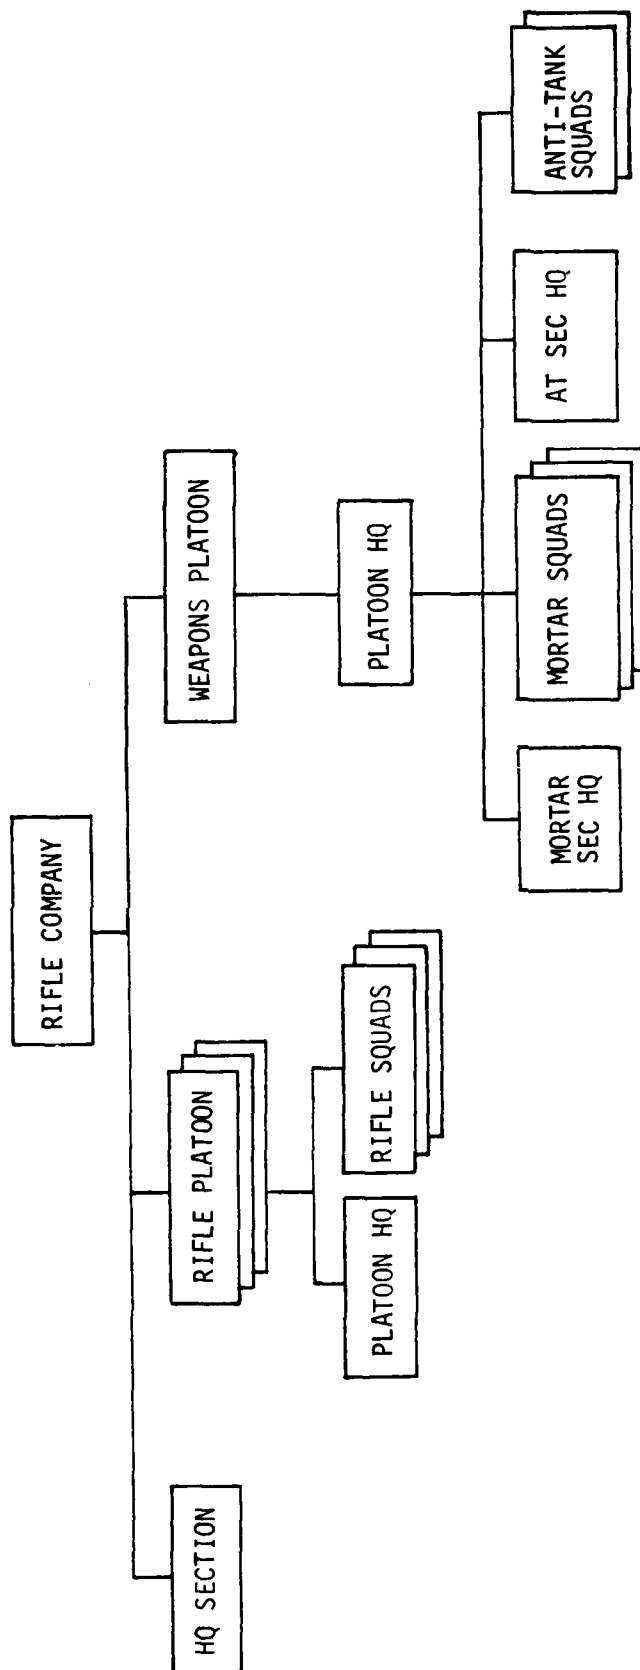 RIFLE COMPANY
HQ SECTION
RIFLE PLATOON
WEAPONS PLATOON
PLATOON HQ
RIFLE SQUADS
PLATOON HQ
MORTAR
SEC HQ
MORTAR SQUADS
AT SEC HQ
ANTI-TANK
SQUADS